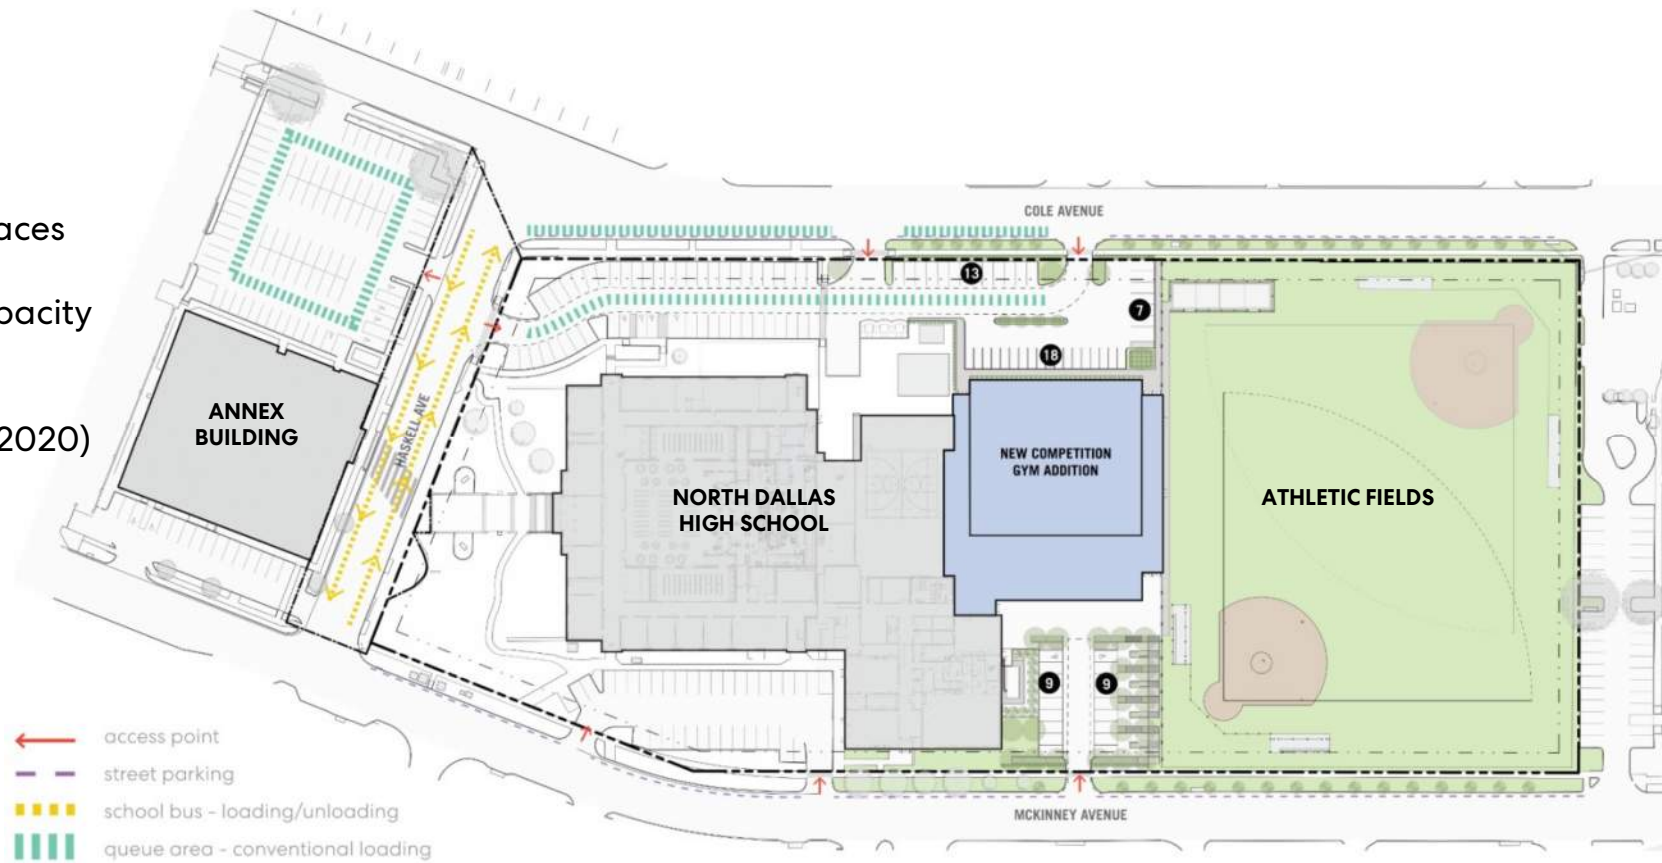 COLE AVENUE
aces
13
7
pacity
18
ANNEX
BUILDING
HASKELL AVE
2020)
NEW COMPETITION
GYM ADDITION
NORTH DALLAS
HIGH SCHOOL
ATHLETIC FIELDS
9
9
access point
street parking
school bus - loading/unloading
MCKINNEY AVENUE
queue area - conventional loading